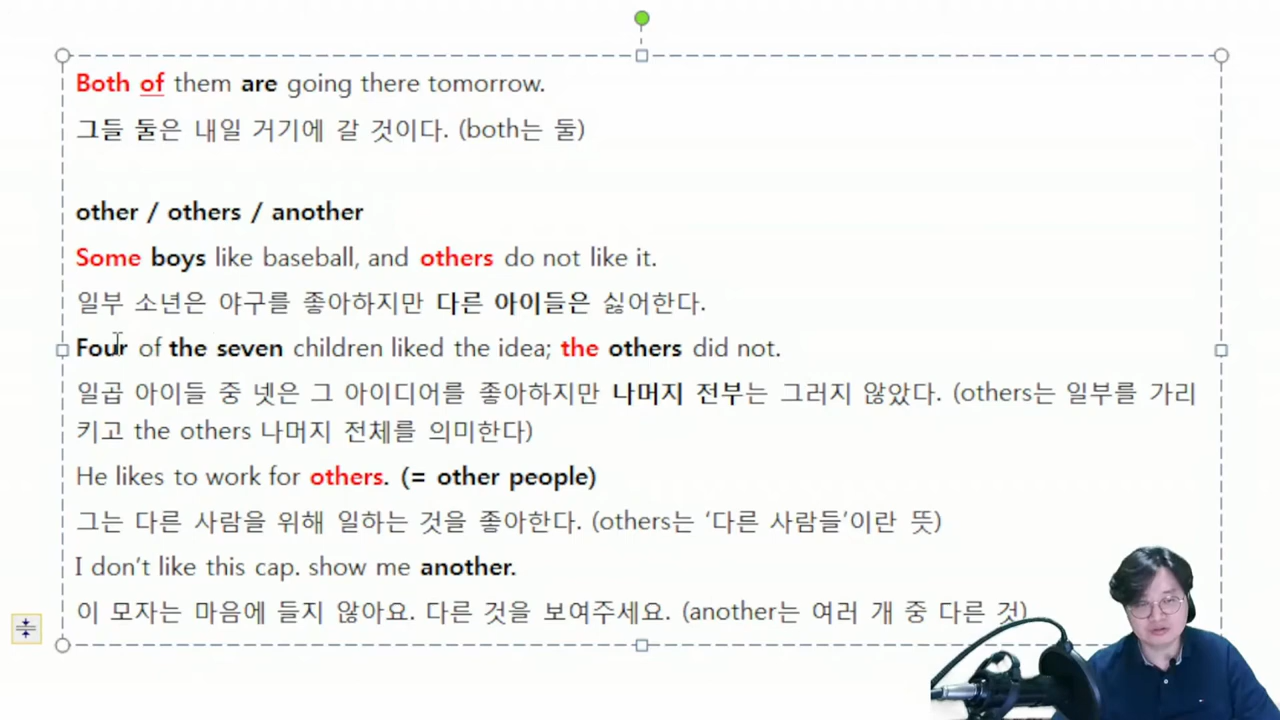 Both of them are going there tomorrow.
그들 둘은 내일 거기에 갈 것이다. (both는 둘)
other / others / another
Some boys like baseball, and others do not like it.
일부 소년은 야구를 좋아하지만 다른 아이들은 싫어한다.
Four of the seven children liked the idea; the others did not.
일곱 아이들 중 넷은 그 아이디어를 좋아하지만 나머지 전부는 그러지 않았다. (others는 일부를 가리
키고 the others 나머지 전체를 의미한다)
He likes to work for others. (= other people)
그는 다른 사람을 위해 일하는 것을 좋아한다. (others는 ‘다른 사람들’이란 뜻)
I don’t like this cap. show me another.
이 모자는 마음에 들지 않아요. 다른 것을 보여주세요. (another는 여러 개 중 다른 것)